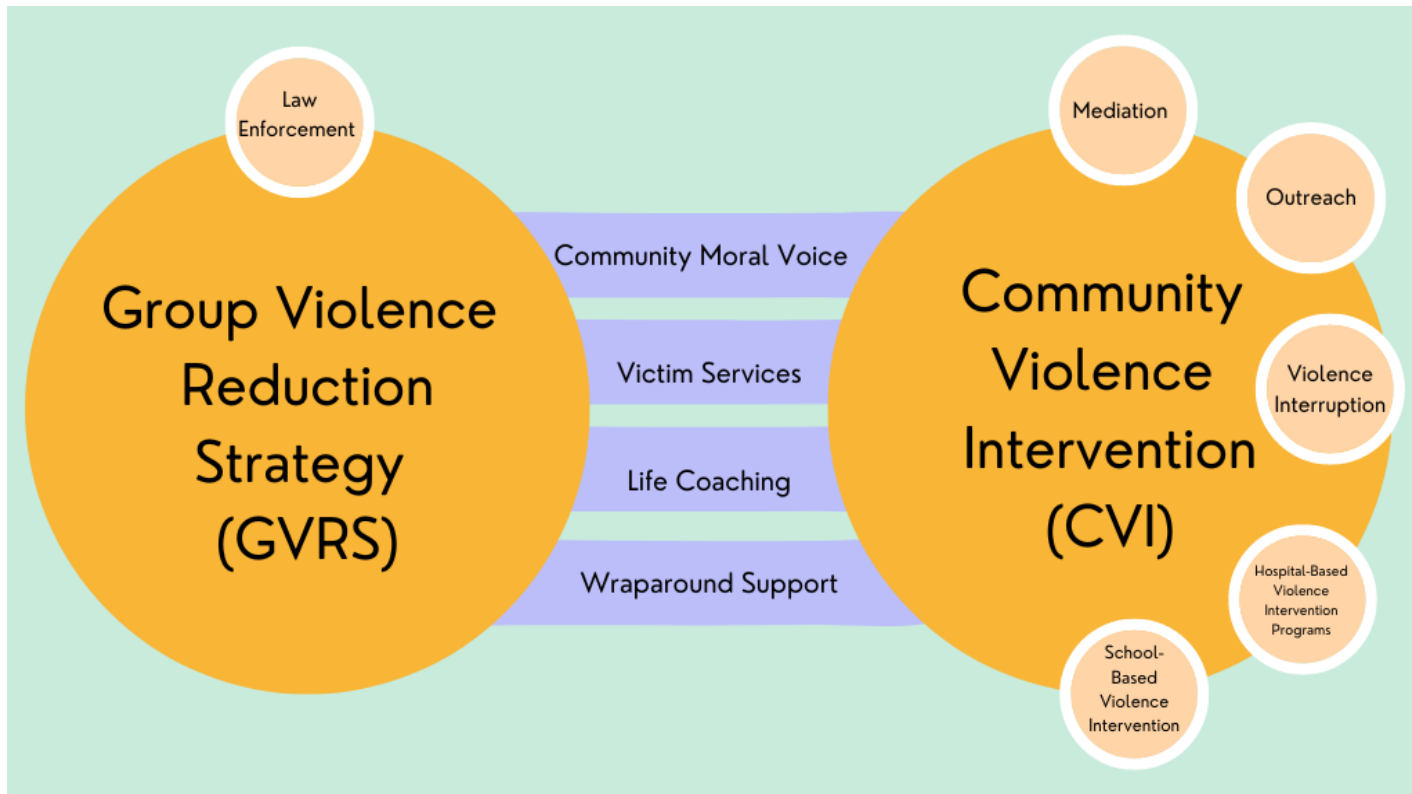 Law
Enforcement
Group Violence
Reduction
Strategy
(GVRS)
Community Moral Voice
Victim Services
Life Coaching
Wraparound Support
Community
Violence
Intervention
(CVI)
Mediation
Outreach
Violence
Interruption
Hospital-Based
Violence
Intervention
Programs
School-
Based
Violence
Intervention